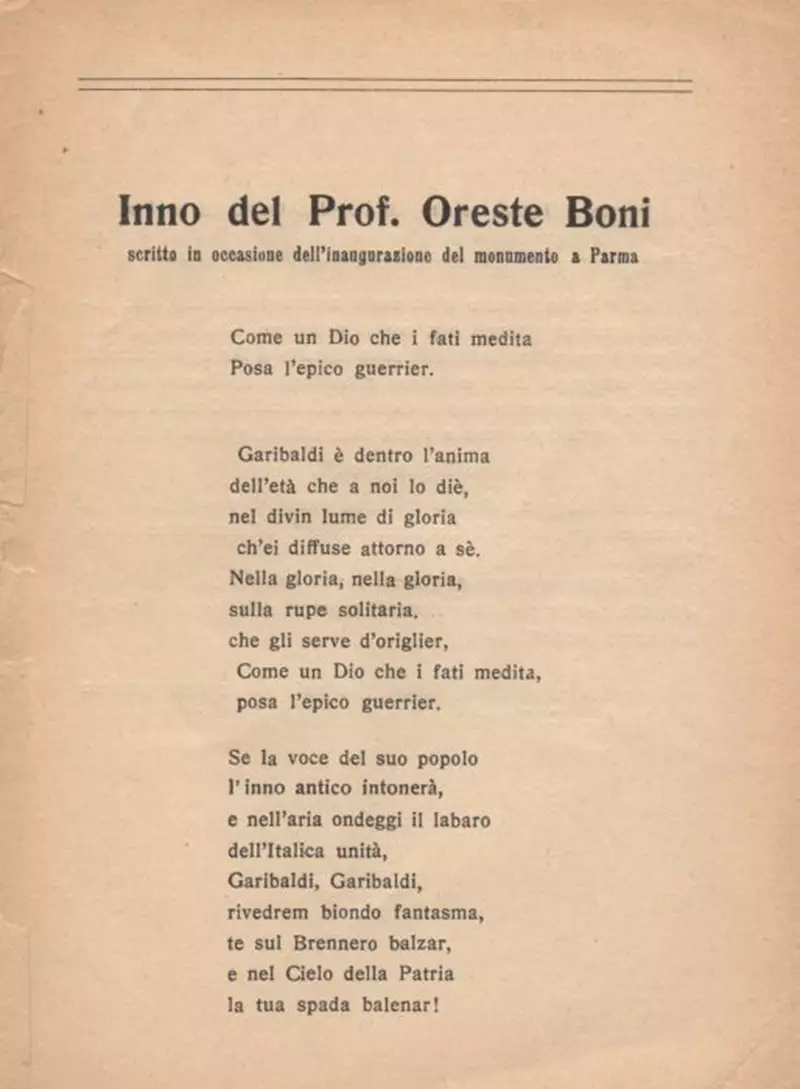 Inno del Prof. Oreste Boni
scritto in occasione dell'inaugurazione del monumento a Parma
Come un Dio che i fati medita
Posa l'epico guerrier.
Garibaldi è dentro l'anima
dell'età che a noi lo diè,
nel divin lume di gloria
ch'ei diffuse attorno a sè.
Nella gloria, nella gloria,
sulla rupe solitaria.
che gli serve d'origlier,
Come un Dio che i fati medita,
posa l'epico guerrier.
Se la voce del suo popolo
l'inno antico intonerà,
e nell'aria ondeggi il labaro
dell'Italica unità,
Garibaldi, Garibaldi,
rivedrem biondo fantasma,
te sul Brennero balzar,
e nel Cielo della Patria
la tua spada balenar!